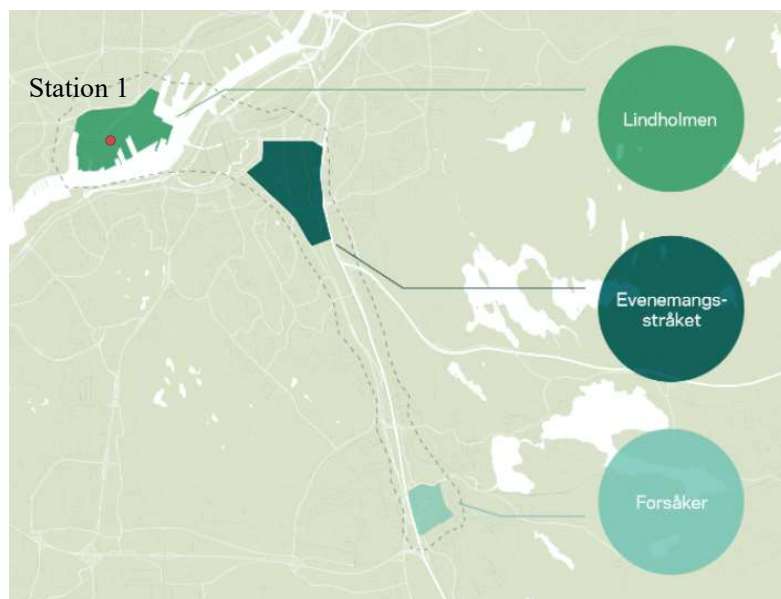 Station 1
Lindholmen
Evenemangs-
stråket
Forsåker